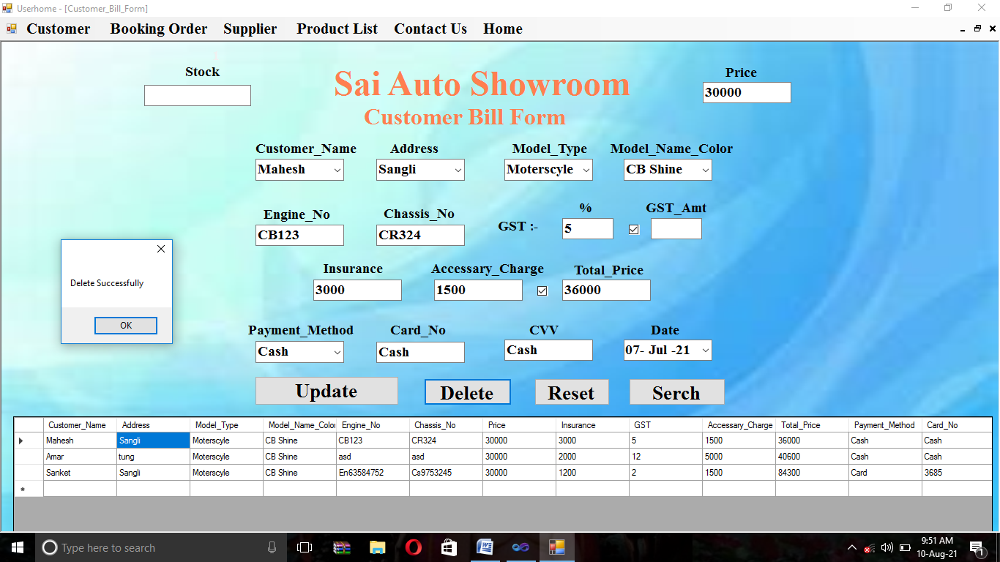 Userhome - [Customer_Bill_Form]
Customer Booking Order Supplier Product List Contact Us Home
Stock
Sai Auto Showroom
Price
30000
Customer Bill Form
Customer_Name Address Model_Type Model_Name_Color
Mahesh Sangli Moterscyle CB Shine
Engine_No Chassis_No % GST_Amt
CB123 CR324 GST :- 5
Insurance Accessary_Charge Total_Price
3000 1500 36000
Delete Successfully
OK
Payment_Method Card_No CVV Date
Cash Cash Cash 07- Jul -21
Update Delete Reset Serch
Customer_Name Address Model_Type Model_Name_Color Engine_No Chassis_No Price Insurance GST Accessary_Charge Total_Price Payment_Method Card_No
Mahesh Sangli Moterscyle CB Shine CB123 CR324 30000 3000 5 1500 36000 Cash Cash
Amar tung Moterscyle CB Shine asd asd 30000 2000 12 5000 40600 Cash Cash
Sanket Sangli Moterscyle CB Shine En63584752 Cs9753245 30000 1200 2 1500 84300 Card 3685
Type here to search
9:51 AM
10-Aug-21
1